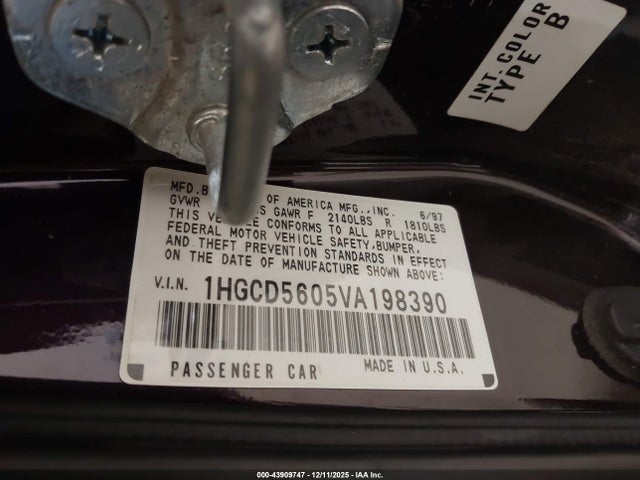 INT. COLOR
TYPE B
MFD. B OF AMERICA MFG., INC. 6/97
GVWR GAWR F 2140LBS R 1810LBS
THIS VE CONFORMS TO ALL APPLICABLE
FEDERAL MOTOR VEHICLE SAFETY, BUMPER,
AND THEFT PREVENTION STANDARDS IN EFFECT
ON THE DATE OF MANUFACTURE SHOWN ABOVE:
V.I.N. 1HGCD5605VA198390
PASSENGER CAR MADE IN U.S.A.
000-43909747 - 12/11/2025 - IAA Inc.